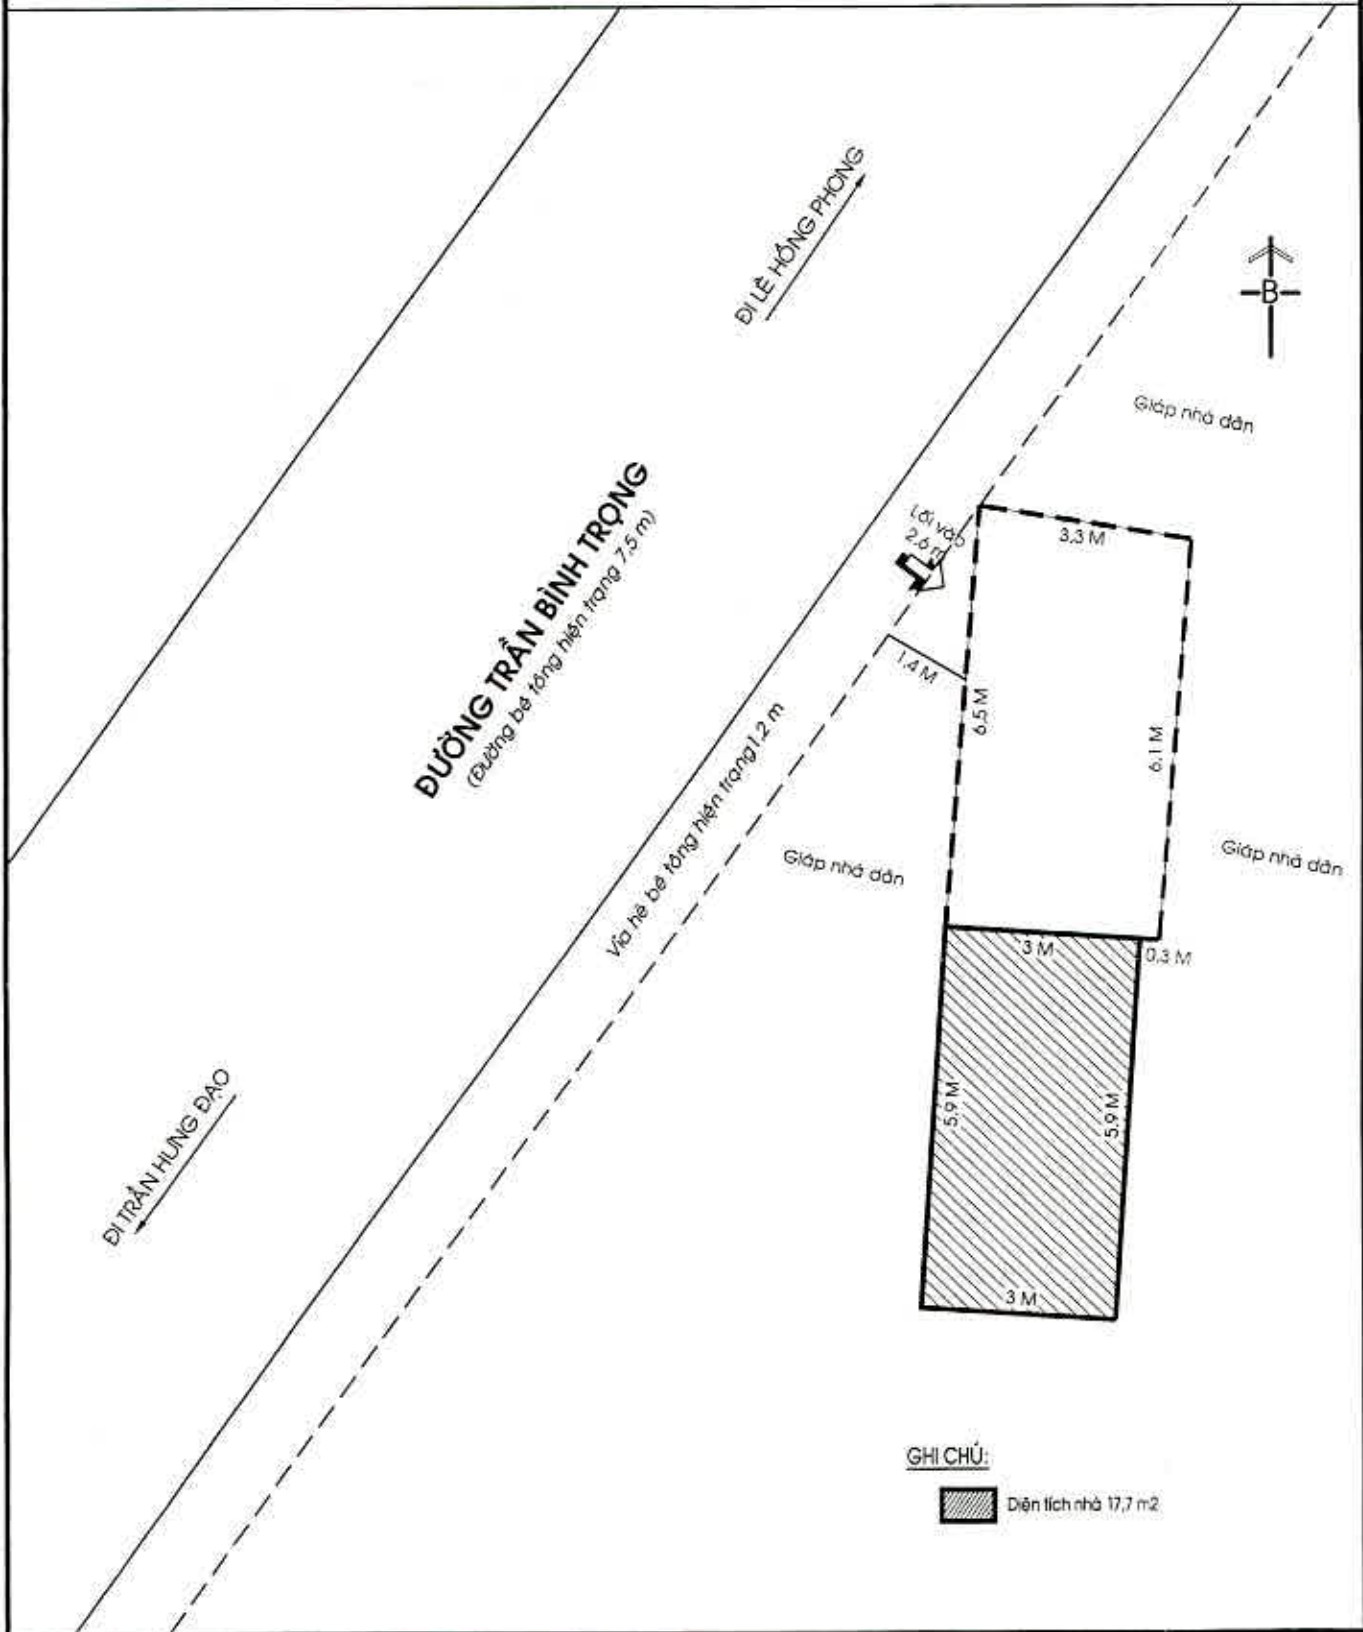 ĐI LÊ HỒNG PHONG
B
Giáp nhà dân
ĐƯỜNG TRẦN BÌNH TRỌNG
(Đường bê tông hiện trạng 7,5 m)
Lối vào
2,6 m
3,3 M
1,4 M
6,5 M
6,1 M
Vỉa hè bê tông hiện trạng 1,2 m
Giáp nhà dân
Giáp nhà dân
3 M
0,3 M
ĐI TRẦN HƯNG ĐẠO
5,9 M
5,9 M
3 M
GHI CHÚ:
Diện tích nhà 17,7 m2